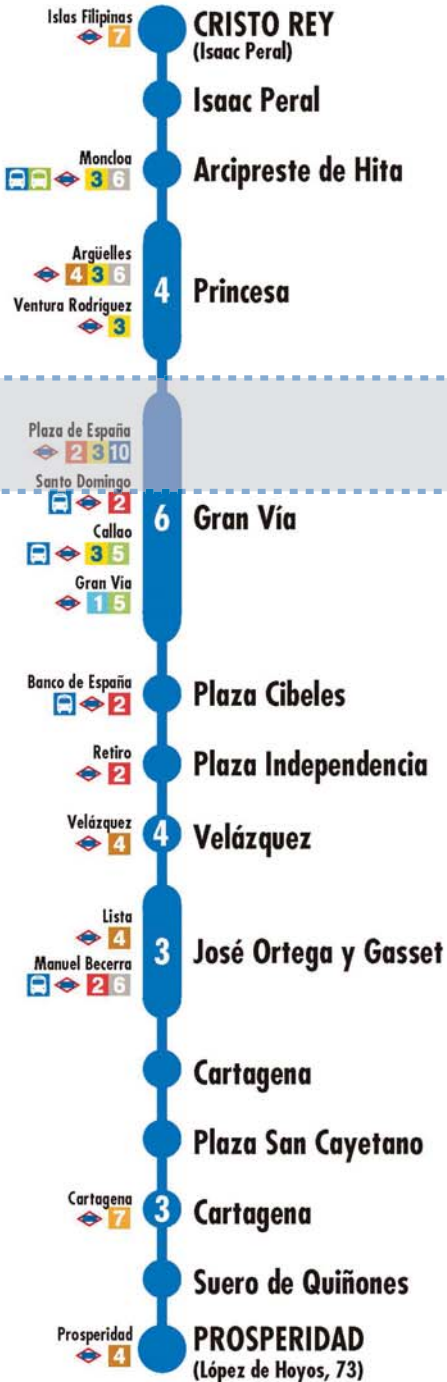 Islas Filipinas
7
CRISTO REY
(Isaac Peral)
Isaac Peral
Moncloa
3 6
Arcipreste de Hita
Argüelles
4 3 6
Ventura Rodríguez
3
4
Princesa
Plaza de España
2 3 10
Santo Domingo
2
Callao
3 5
Gran Vía
1 5
6
Gran Vía
Banco de España
2
Plaza Cibeles
Retiro
2
Plaza Independencia
Velázquez
4
4
Velázquez
Lista
4
Manuel Becerra
2 6
3
José Ortega y Gasset
Cartagena
Plaza San Cayetano
Cartagena
7
3
Cartagena
Suero de Quiñones
Prosperidad
4
PROSPERIDAD
(López de Hoyos, 73)